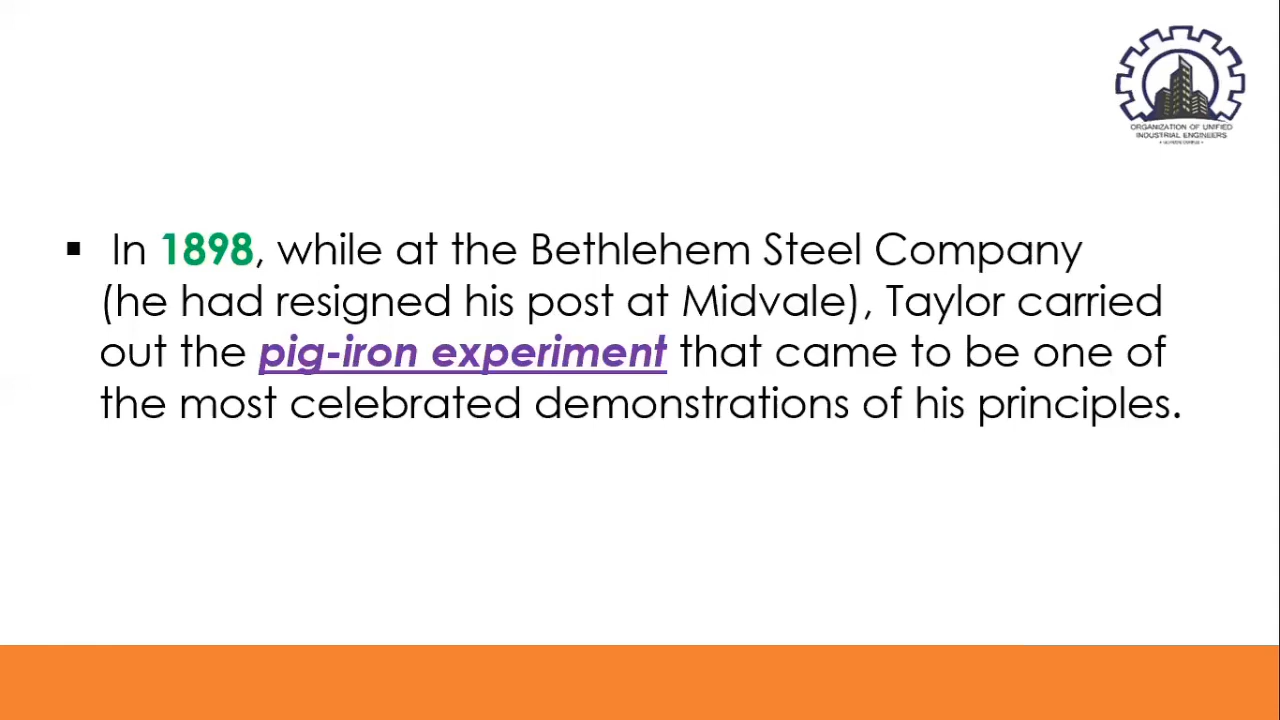 ORGANIZATION OF UNIFIED
INDUSTRIAL ENGINEERS
▪ In 1898, while at the Bethlehem Steel Company
(he had resigned his post at Midvale), Taylor carried
out the pig-iron experiment that came to be one of
the most celebrated demonstrations of his principles.